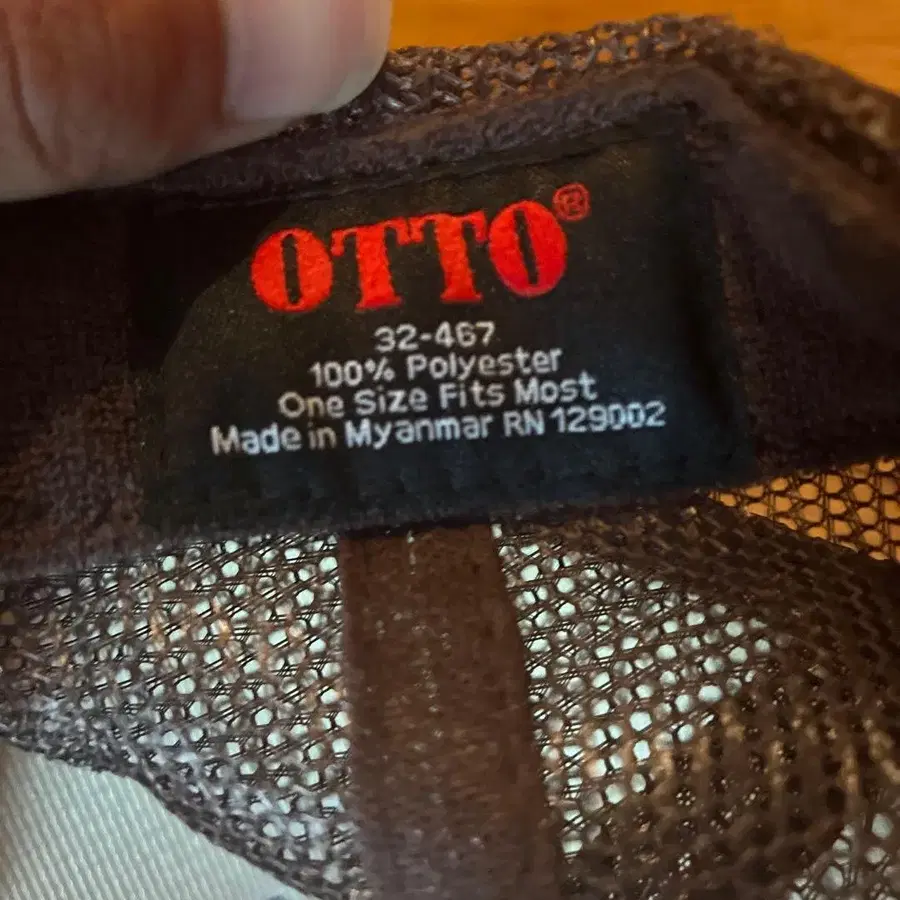 OTTO®
32-467
100% Polyester
One Size Fits Most
Made in Myanmar RN 129002